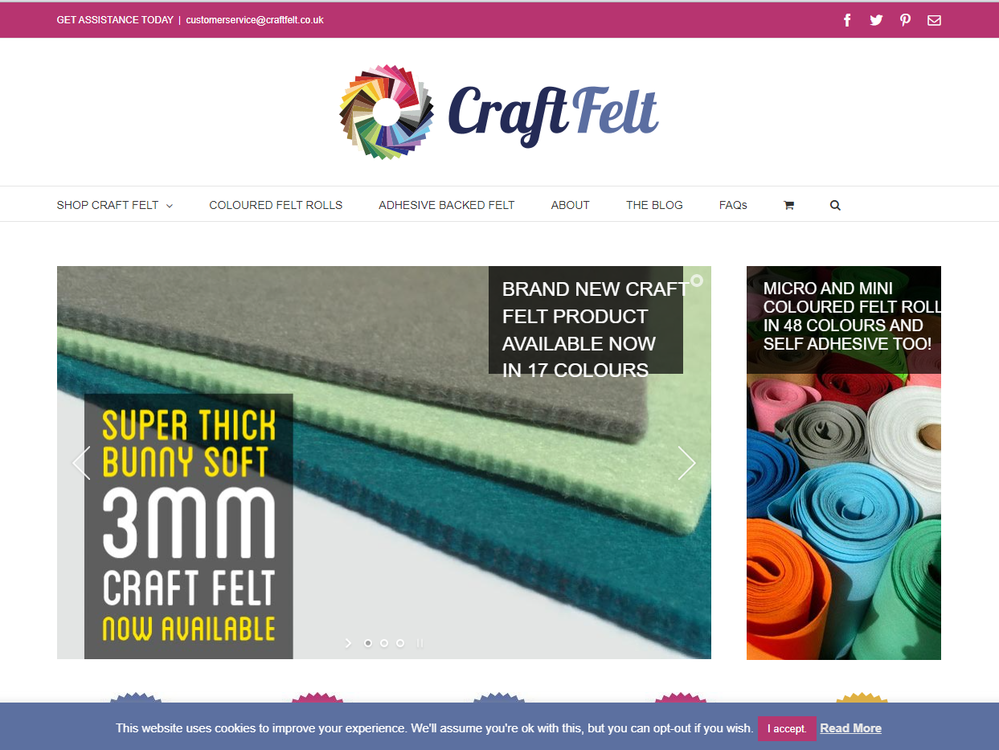 GET ASSISTANCE TODAY | customerservice@craftfelt.co.uk
Craft Felt
SHOP CRAFT FELT COLOURED FELT ROLLS ADHESIVE BACKED FELT ABOUT THE BLOG FAQs
BRAND NEW CRAFT
FELT PRODUCT
AVAILABLE NOW
IN 17 COLOURS
SUPER THICK
BUNNY SOFT
3MM
CRAFT FELT
NOW AVAILABLE
MICRO AND MINI
COLOURED FELT ROLL
IN 48 COLOURS AND
SELF ADHESIVE TOO!
This website uses cookies to improve your experience. We'll assume you're ok with this, but you can opt-out if you wish. I accept. Read More